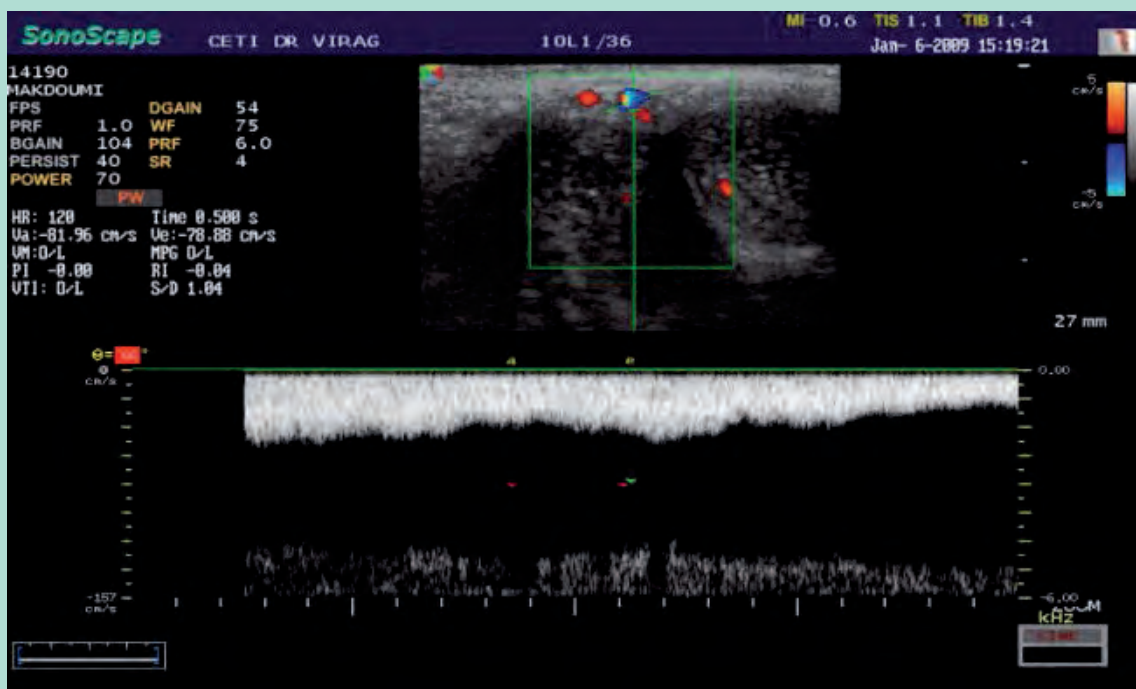 SonoScape CETI DR VIRAG 10L1/36
MI 0.6 TIS 1.1 TIB 1.4
Jan- 6-2009 15:19:21
14190
MAKDOUMI
FPS DGAIN 54
PRF 1.0 WF 75
BGAIN 104 PRF 6.0
PERSIST 40 SR 4
POWER 70
PW
HR: 120 Time 0.500 s
Va:-81.96 cm/s Ve:-78.88 cm/s
VM:O/L MPG O/L
PI -0.00 RI -0.04
VTI: O/L S/D 1.04
5
cm/s
-5
cm/s
27 mm
θ= °
0
cm/s
0.00
-157
cm/s
-6.00
kHz